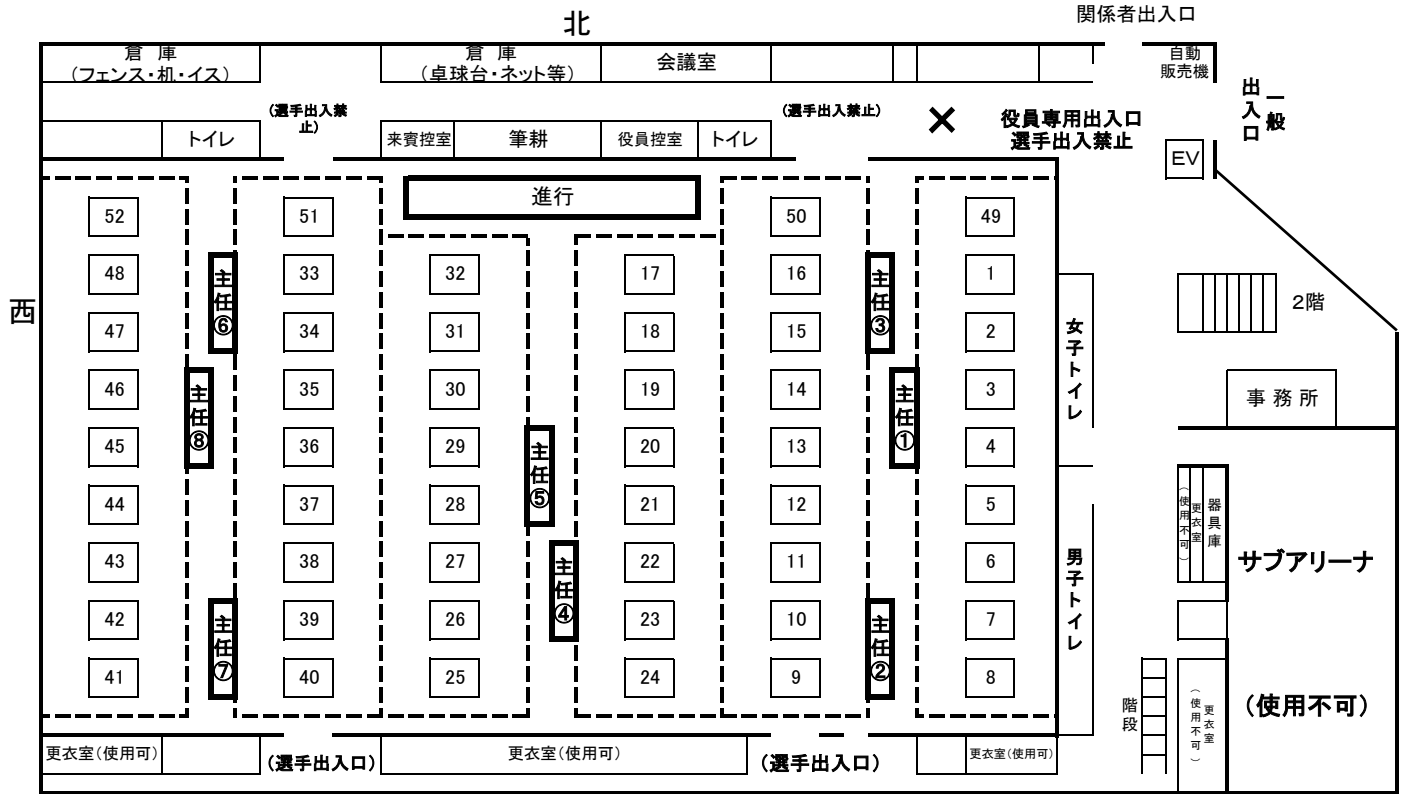 関係者出入口
北
倉 庫
(フェンス・机・イス)
倉 庫
(卓球台・ネット等)
会議室
自動
販売機
一般
出入口
(選手出入禁
止)
(選手出入禁止)
×
役員専用出入口
選手出入禁止
トイレ
来賓控室
筆耕
役員控室
トイレ
EV
進行
52
51
50
49
48
主任⑥
33
32
17
16
主任③
1
西
2階
47
34
31
18
15
2
女子トイレ
46
主任⑧
35
30
19
14
主任①
3
事務所
45
36
29
主任⑤
20
13
4
44
37
28
21
12
5
器具庫
更衣室
(使用不可)
43
38
27
主任④
22
11
6
男子トイレ
サブアリーナ
42
主任⑦
39
26
23
10
主任②
7
41
40
25
24
9
8
階段
更衣室
(使用不可)
(使用不可)
更衣室(使用可)
(選手出入口)
更衣室(使用可)
(選手出入口)
更衣室(使用可)